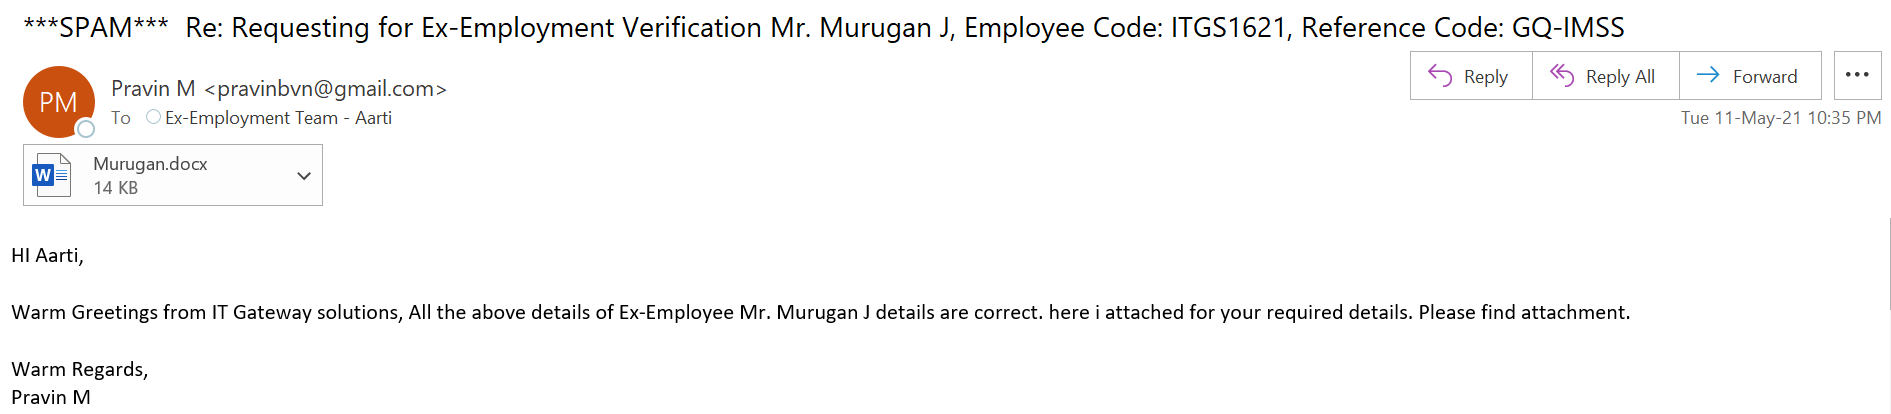 ***SPAM*** Re: Requesting for Ex-Employment Verification Mr. Murugan J, Employee Code: ITGS1621, Reference Code: GQ-IMSS
PM
Pravin M <pravinbvn@gmail.com>
To Ex-Employment Team - Aarti
Reply
Reply All
Forward
Tue 11-May-21 10:35 PM
W
Murugan.docx
14 KB
HI Aarti,
Warm Greetings from IT Gateway solutions, All the above details of Ex-Employee Mr. Murugan J details are correct. here i attached for your required details. Please find attachment.
Warm Regards,
Pravin M